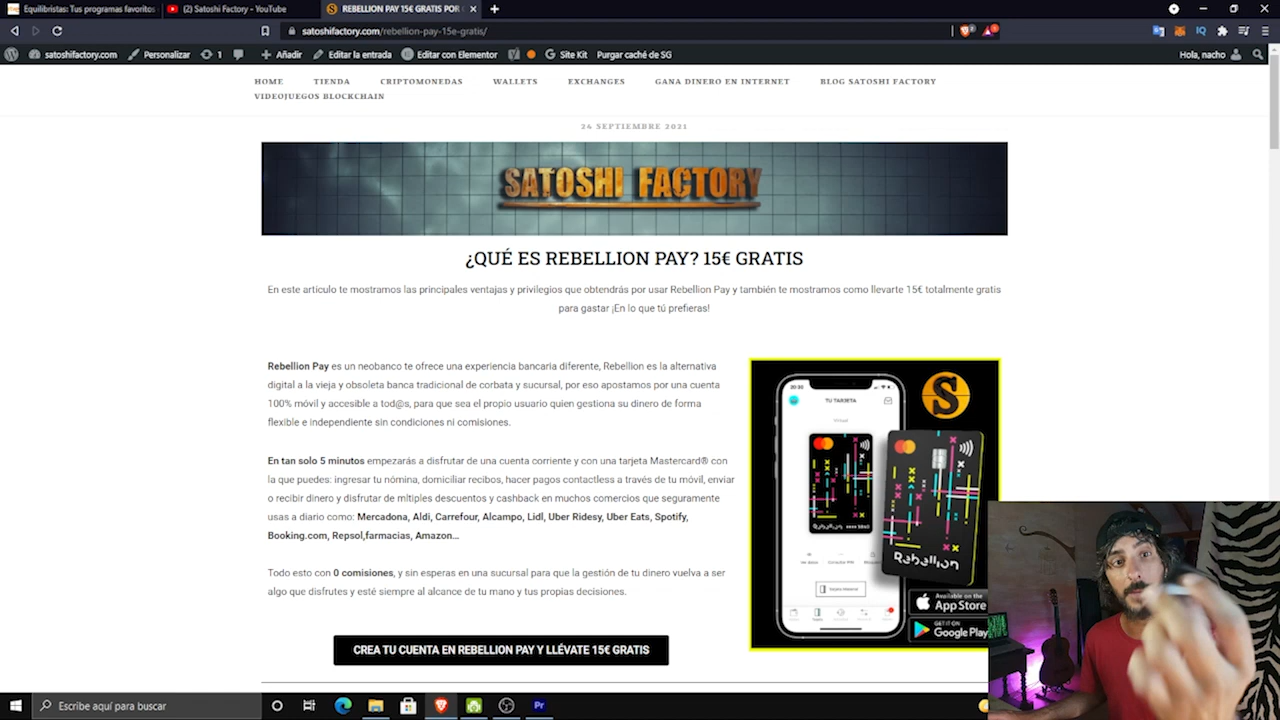 Equilibristas: Tus programas favoritos
(2) Satoshi Factory - YouTube
REBELLION PAY 15€ GRATIS POR
satoshifactory.com/rebellion-pay-15e-gratis/
satoshifactory.com
Personalizar
1
Añadir
Editar la entrada
Editar con Elementor
Site Kit
Purgar caché de SG
Hola, nacho
HOME TIENDA CRIPTOMONEDAS WALLETS EXCHANGES GANA DINERO EN INTERNET BLOG SATOSHI FACTORY
VIDEOJUEGOS BLOCKCHAIN
24 SEPTIEMBRE 2021
SATOSHI FACTORY
¿QUÉ ES REBELLION PAY? 15€ GRATIS
En este artículo te mostramos las principales ventajas y privilegios que obtendrás por usar Rebellion Pay y también te mostramos como llevarte 15€ totalmente gratis
para gastar ¡En lo que tú prefieras!
Rebellion Pay es un neobanco te ofrece una experiencia bancaria diferente, Rebellion es la alternativa
digital a la vieja y obsoleta banca tradicional de corbata y sucursal, por eso apostamos por una cuenta
100% móvil y accesible a tod@s, para que sea el propio usuario quien gestiona su dinero de forma
flexible e independiente sin condiciones ni comisiones.
En tan solo 5 minutos empezarás a disfrutar de una cuenta corriente y con una tarjeta Mastercard® con
la que puedes: ingresar tu nómina, domiciliar recibos, hacer pagos contactless a través de tu móvil, enviar
o recibir dinero y disfrutar de mítiples descuentos y cashback en muchos comercios que seguramente
usas a diario como: Mercadona, Aldi, Carrefour, Alcampo, Lidl, Uber Ridesy, Uber Eats, Spotify,
Booking.com, Repsol,farmacias, Amazon...
Todo esto con 0 comisiones, y sin esperas en una sucursal para que la gestión de tu dinero vuelva a ser
algo que disfrutes y esté siempre al alcance de tu mano y tus propias decisiones.
CREA TU CUENTA EN REBELLION PAY Y LLÉVATE 15€ GRATIS
20:30
TU TARJETA
Virtual
Rebellion
Rebellion
Available on the
App Store
GET IT ON
Google Play
Escribe aquí para buscar